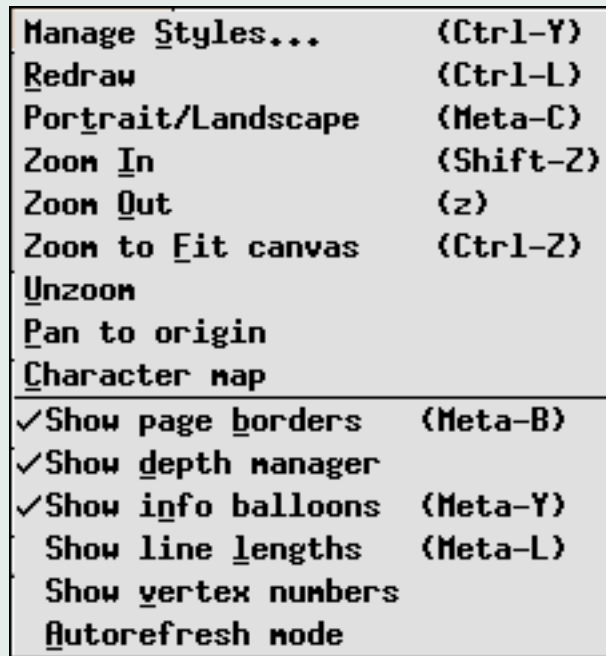 Manage Styles... (Ctrl-Y)
Redraw (Ctrl-L)
Portrait/Landscape (Meta-C)
Zoom In (Shift-Z)
Zoom Out (z)
Zoom to Fit canvas (Ctrl-Z)
Unzoom
Pan to origin
Character map
✓Show page borders (Meta-B)
✓Show depth manager
✓Show info balloons (Meta-Y)
Show line lengths (Meta-L)
Show vertex numbers
Autorefresh mode